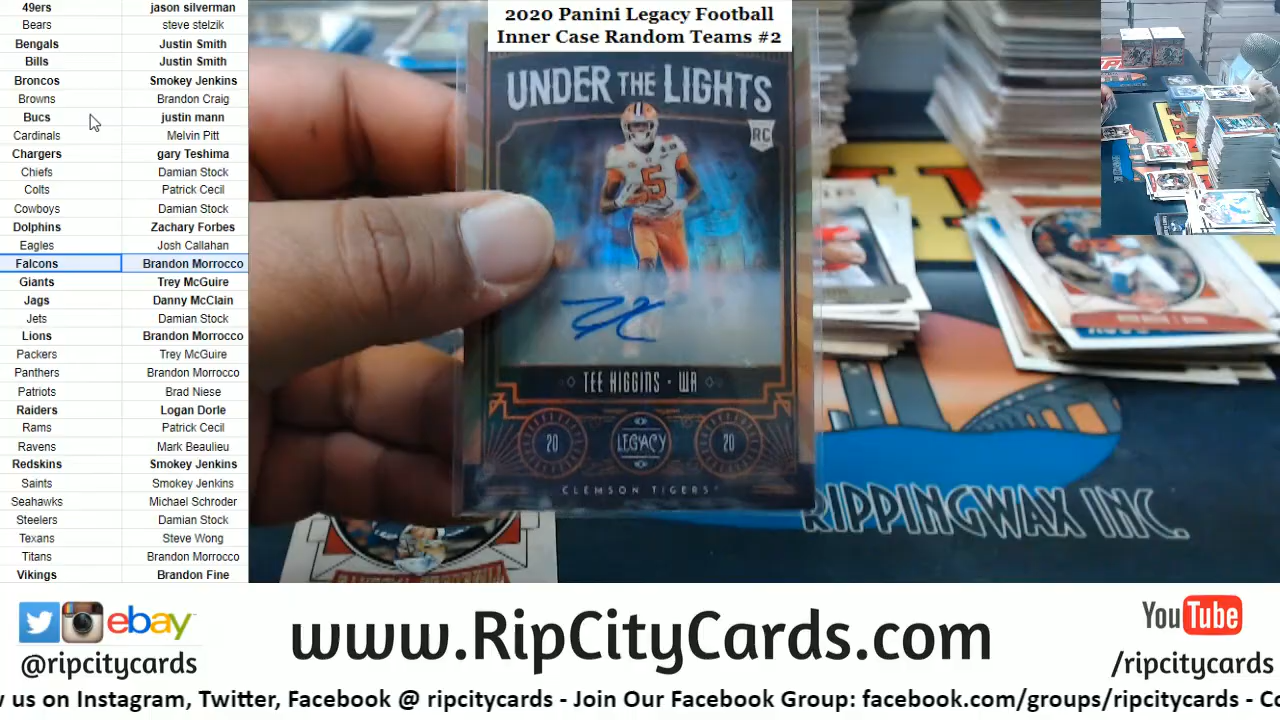 49ers jason silverman
Bears steve stelzik
Bengals Justin Smith
Bills Justin Smith
Broncos Smokey Jenkins
Browns Brandon Craig
Bucs justin mann
Cardinals Melvin Pitt
Chargers gary Teshima
Chiefs Damian Stock
Colts Patrick Cecil
Cowboys Damian Stock
Dolphins Zachary Forbes
Eagles Josh Callahan
Falcons Brandon Morrocco
Giants Trey McGuire
Jags Danny McClain
Jets Damian Stock
Lions Brandon Morrocco
Packers Trey McGuire
Panthers Brandon Morrocco
Patriots Brad Niese
Raiders Logan Dorle
Rams Patrick Cecil
Ravens Mark Beaulieu
Redskins Smokey Jenkins
Saints Smokey Jenkins
Seahawks Michael Schroder
Steelers Damian Stock
Texans Steve Wong
Titans Brandon Morrocco
Vikings Brandon Fine
2020 Panini Legacy Football
Inner Case Random Teams #2
UNDER THE LIGHTS
RC
5
TEE HIGGINS · WR
20 LEGACY 20
CLEMSON TIGERS
RIPPINGWAX INC.
ebay
@ripcitycards
www.RipCityCards.com
YouTube
/ripcitycards
us on Instagram, Twitter, Facebook @ ripcitycards - Join Our Facebook Group: facebook.com/groups/ripcitycards -